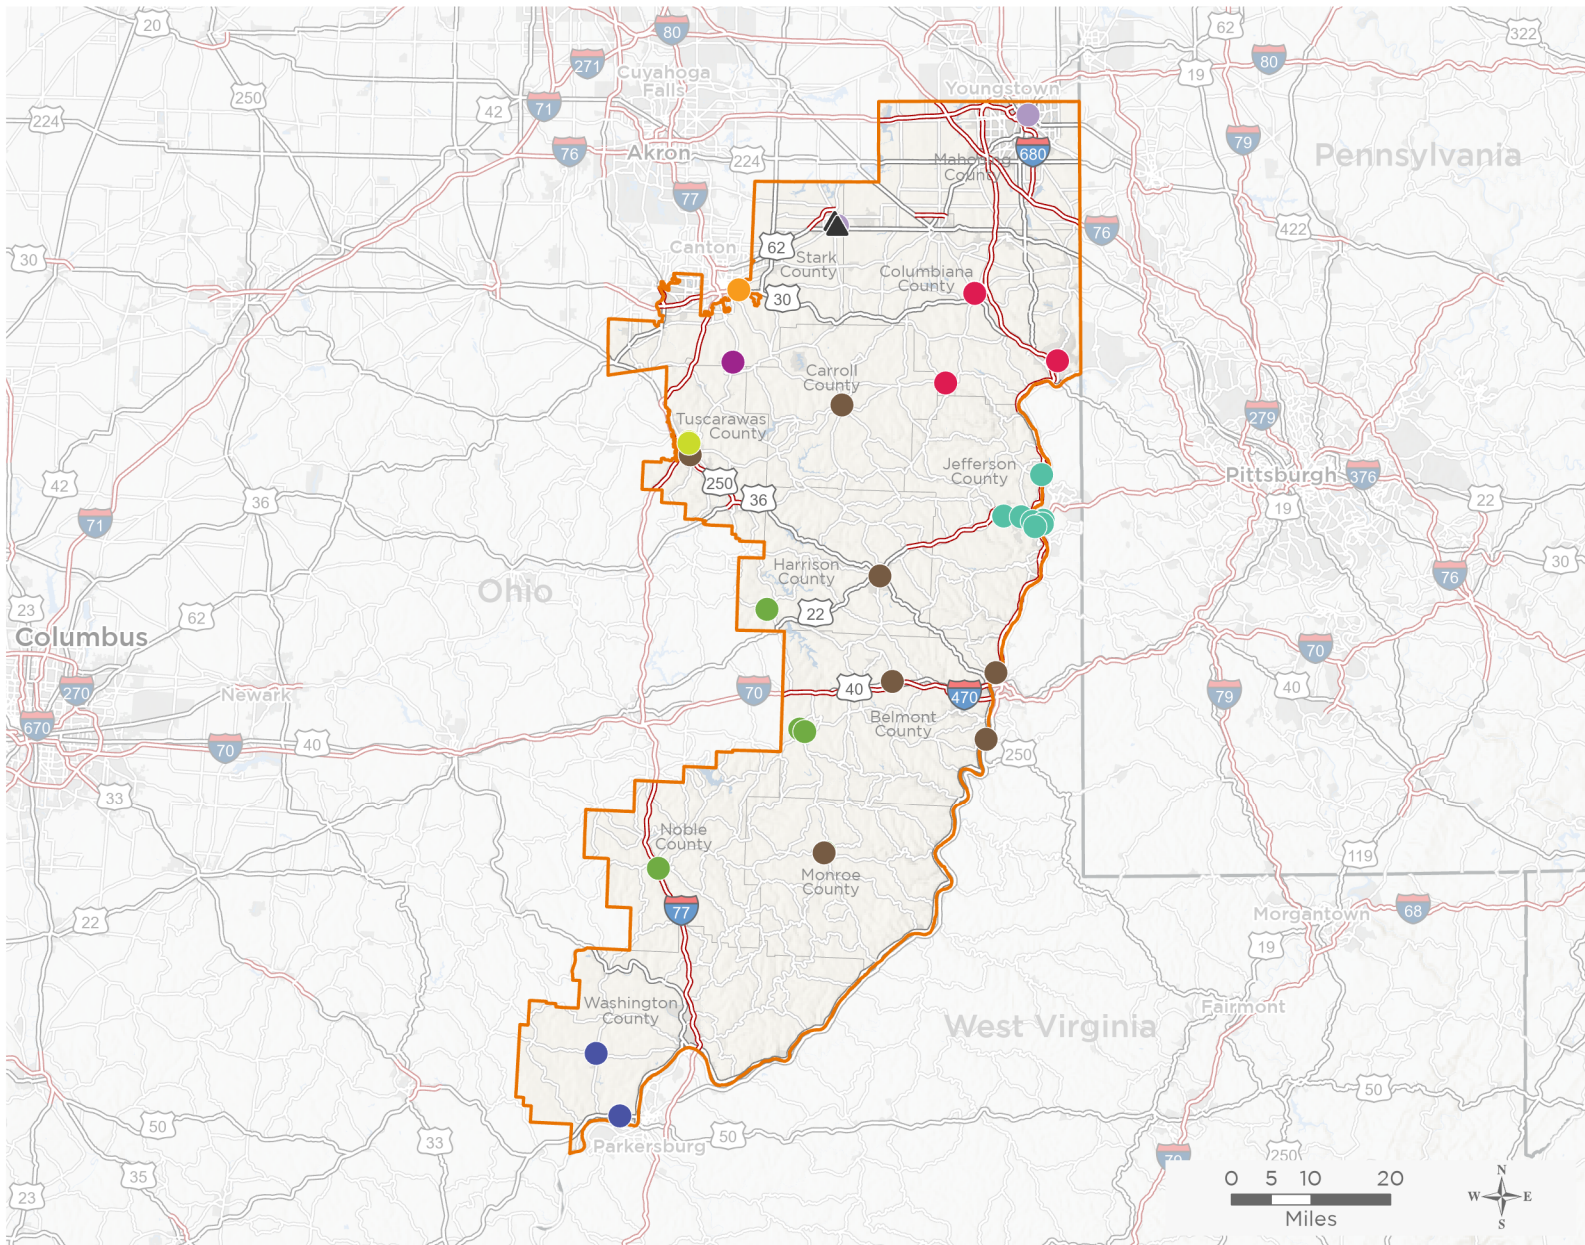 20
80
62
322
271
Cuyahoga
Falls
80
19
Youngstown
250
42
71
224
79
76
Akron
224
680
Mahoning
County
Pennsylvania
77
76
422
62
Canton
30
Stark
County
Columbiana
County
30
Carroll
County
279
Tuscarawas
County
Jefferson
County
Pittsburgh
376
42
250
36
36
22
19
71
Harrison
County
30
76
Ohio
23
62
22
Columbus
70
270
Newark
70
40
470
79
40
670
70
40
Belmont
County
250
33
Noble
County
119
Monroe
County
77
68
22
Morgantown
19
Washington
County
Fairmont
West Virginia
50
50
33
50
Parkersburg
79
250
35
23
0 5 10 20
Miles
N
W E
S